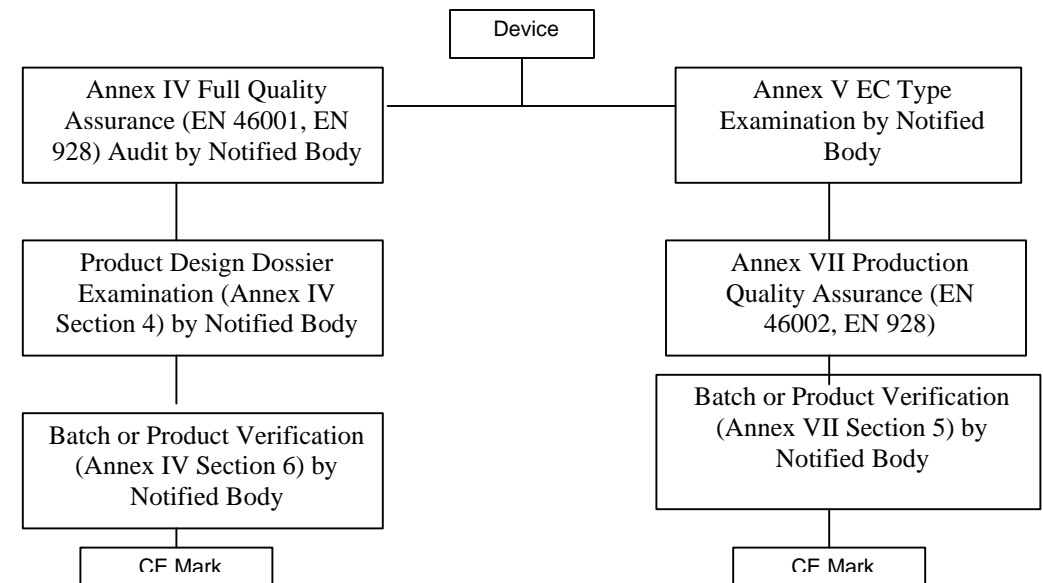 Device
Annex IV Full Quality
Assurance (EN 46001, EN
928) Audit by Notified Body
Annex V EC Type
Examination by Notified
Body
Product Design Dossier
Examination (Annex IV
Section 4) by Notified Body
Annex VII Production
Quality Assurance (EN
46002, EN 928)
Batch or Product Verification
(Annex IV Section 6) by
Notified Body
Batch or Product Verification
(Annex VII Section 5) by
Notified Body
CE Mark
CE Mark